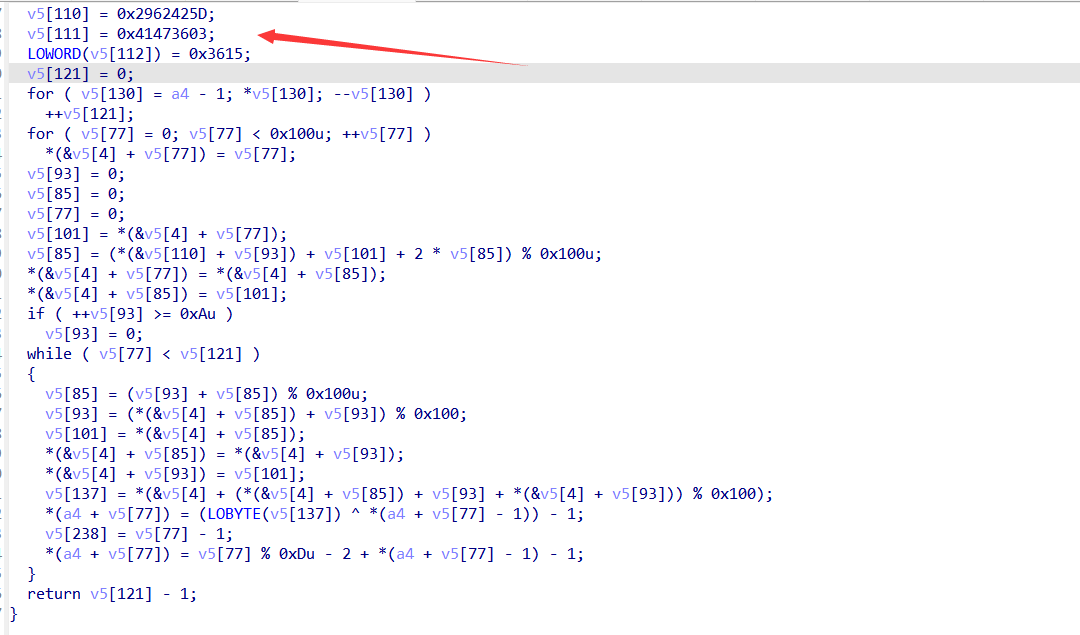 v5[110] = 0x2962425D;
v5[111] = 0x41473603;
LOWORD(v5[112]) = 0x3615;
v5[121] = 0;
for ( v5[130] = a4 - 1; *v5[130]; --v5[130] )
++v5[121];
for ( v5[77] = 0; v5[77] < 0x100u; ++v5[77] )
*(&v5[4] + v5[77]) = v5[77];
v5[93] = 0;
v5[85] = 0;
v5[77] = 0;
v5[101] = *(&v5[4] + v5[77]);
v5[85] = (*(&v5[110] + v5[93]) + v5[101] + 2 * v5[85]) % 0x100u;
*(&v5[4] + v5[77]) = *(&v5[4] + v5[85]);
*(&v5[4] + v5[85]) = v5[101];
if ( ++v5[93] >= 0xAu )
v5[93] = 0;
while ( v5[77] < v5[121] )
{
v5[85] = (v5[93] + v5[85]) % 0x100u;
v5[93] = (*(&v5[4] + v5[85]) + v5[93]) % 0x100;
v5[101] = *(&v5[4] + v5[85]);
*(&v5[4] + v5[85]) = *(&v5[4] + v5[93]);
*(&v5[4] + v5[93]) = v5[101];
v5[137] = *(&v5[4] + (*(&v5[4] + v5[85]) + v5[93] + *(&v5[4] + v5[93])) % 0x100);
*(a4 + v5[77]) = (LOBYTE(v5[137]) ^ *(a4 + v5[77] - 1)) - 1;
v5[238] = v5[77] - 1;
*(a4 + v5[77]) = v5[77] % 0xDu - 2 + *(a4 + v5[77] - 1) - 1;
}
return v5[121] - 1;
}